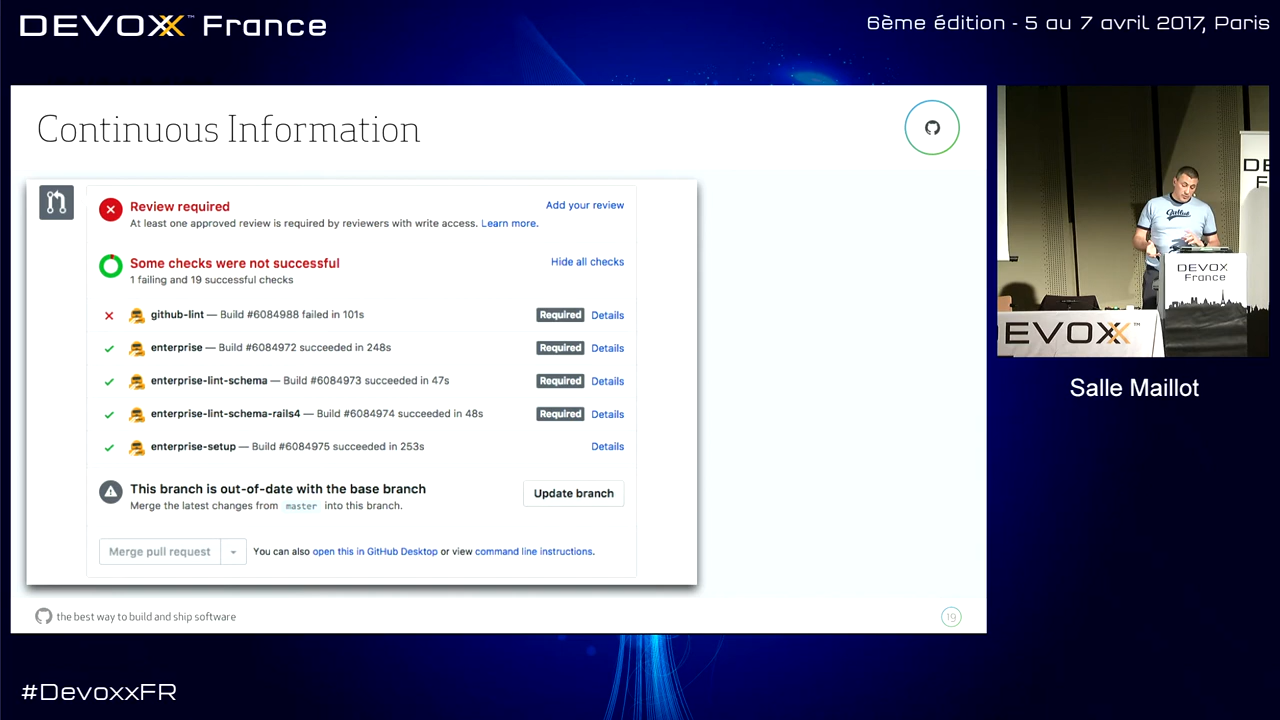 DEVOXX™ France
6ème édition - 5 au 7 avril 2017, Paris
Continuous Information
Review required
Add your review
At least one approved review is required by reviewers with write access. Learn more.
Some checks were not successful
Hide all checks
1 failing and 19 successful checks
github-lint — Build #6084988 failed in 101s
Required
Details
enterprise — Build #6084972 succeeded in 248s
Required
Details
enterprise-lint-schema — Build #6084973 succeeded in 47s
Required
Details
enterprise-lint-schema-rails4 — Build #6084974 succeeded in 48s
Required
Details
enterprise-setup — Build #6084975 succeeded in 253s
Details
This branch is out-of-date with the base branch
Merge the latest changes from master into this branch.
Update branch
Merge pull request
You can also open this in GitHub Desktop or view command line instructions.
the best way to build and ship software
19
DEVOX
France
EVOXX™
DE
F
Salle Maillot
#DevoxxFR